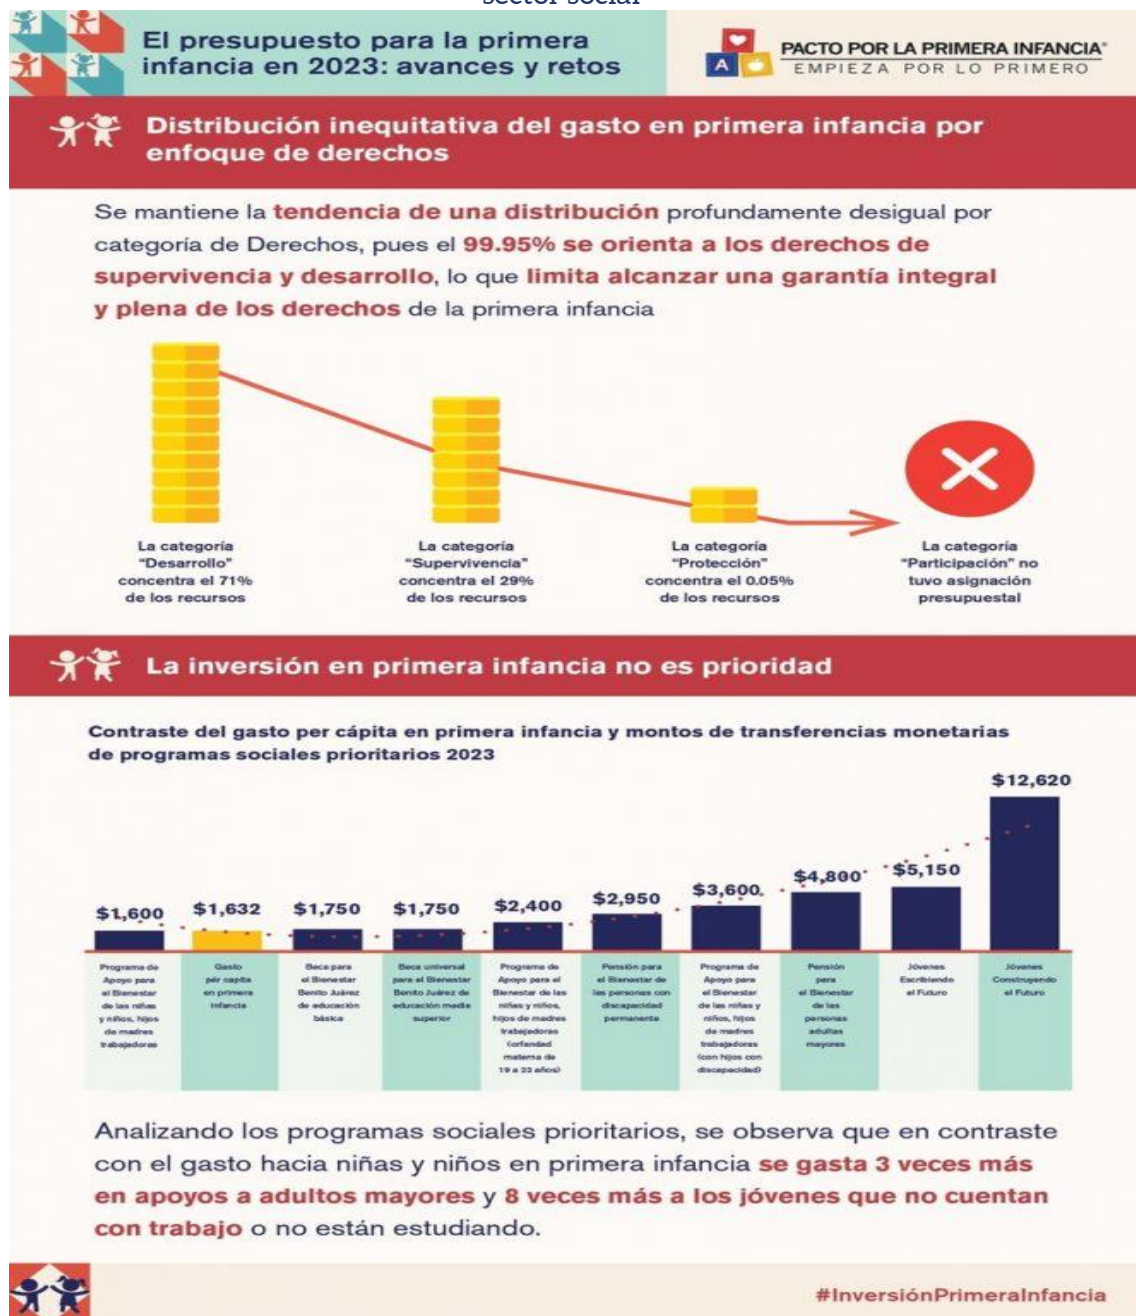 sector social
El presupuesto para la primera
infancia en 2023: avances y retos
A
PACTO POR LA PRIMERA INFANCIA®
EMPIEZA POR LO PRIMERO
Distribución inequitativa del gasto en primera infancia por
enfoque de derechos
Se mantiene la tendencia de una distribución profundamente desigual por
categoría de Derechos, pues el 99.95% se orienta a los derechos de
supervivencia y desarrollo, lo que limita alcanzar una garantía integral
y plena de los derechos de la primera infancia
La categoría
"Desarrollo"
concentra el 71%
de los recursos
La categoría
"Supervivencia"
concentra el 29%
de los recursos
La categoría
"Protección"
concentra el 0.05%
de los recursos
La categoría
"Participación" no
tuvo asignación
presupuestal
La inversión en primera infancia no es prioridad
Contraste del gasto per cápita en primera infancia y montos de transferencias monetarias
de programas sociales prioritarios 2023
$1,600
$1,632
$1,750
$1,750
$2,400
$2,950
$3,600
$4,800
$5,150
$12,620
Programa de
Apoyo para
el Bienestar
de las niñas
y niños, hijos
de madres
trabajadoras
Gasto
pér capita
en primera
infancia
Beca para
el Bienestar
Benito Juárez
de educación
básica
Beca universal
para el Bienestar
Benito Juárez de
educación media
superior
Programa de
Apoyo para el
Bienestar de las
niñas y niños,
hijos de madres
trabajadoras
(orfandad
materna de
19 a 23 años)
Pensión para
el Bienestar de
las personas con
discapacidad
permanente
Programa de
Apoyo para
el Bienestar
de las niñas y
niños, hijos
de madres
trabajadoras
(con hijos con
discapacidad)
Pensión
para
el Bienestar
de las
personas
adultas
mayores
Jóvenes
Escribiendo
el Futuro
Jóvenes
Construyendo
el Futuro
Analizando los programas sociales prioritarios, se observa que en contraste
con el gasto hacia niñas y niños en primera infancia se gasta 3 veces más
en apoyos a adultos mayores y 8 veces más a los jóvenes que no cuentan
con trabajo o no están estudiando.
#InversiónPrimeraInfancia